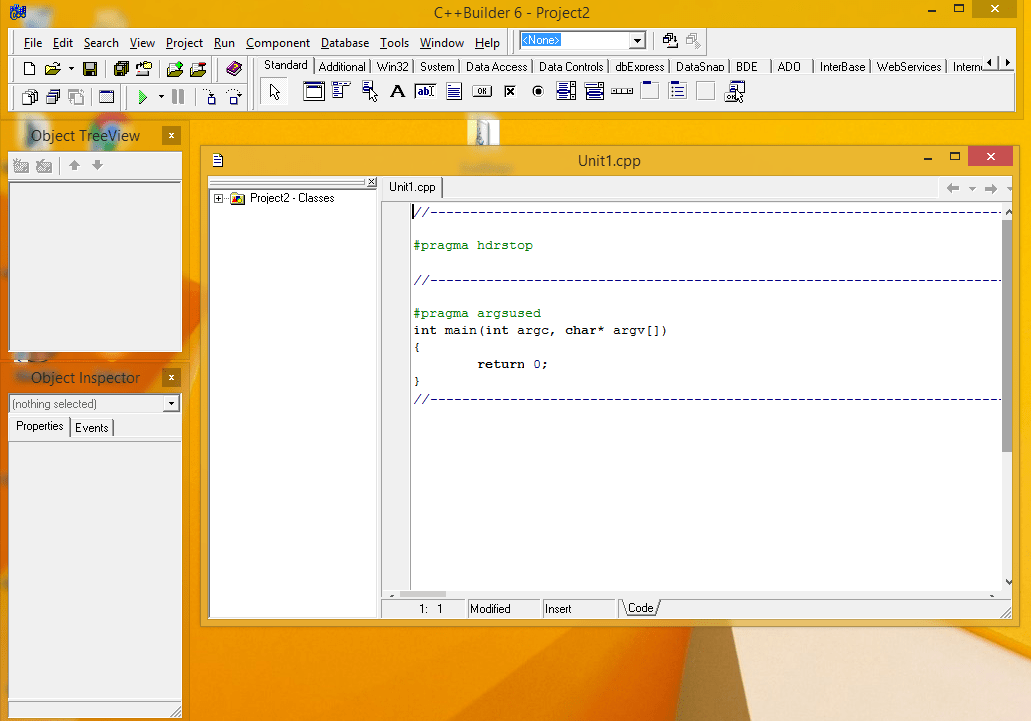 C++Builder 6 - Project2
File Edit Search View Project Run Component Database Tools Window Help
<None>
Standard Additional Win32 System Data Access Data Controls dbExpress DataSnap BDE ADO InterBase WebServices Intern
A ab OK
OK
Object TreeView
Unit1.cpp
Project2 - Classes
Unit1.cpp
//------------------------------------------------------------------------
#pragma hdrstop
//------------------------------------------------------------------------
#pragma argsused
int main(int argc, char* argv[])
{
return 0;
}
//------------------------------------------------------------------------
Object Inspector
(nothing selected)
Properties Events
1: 1 Modified Insert Code